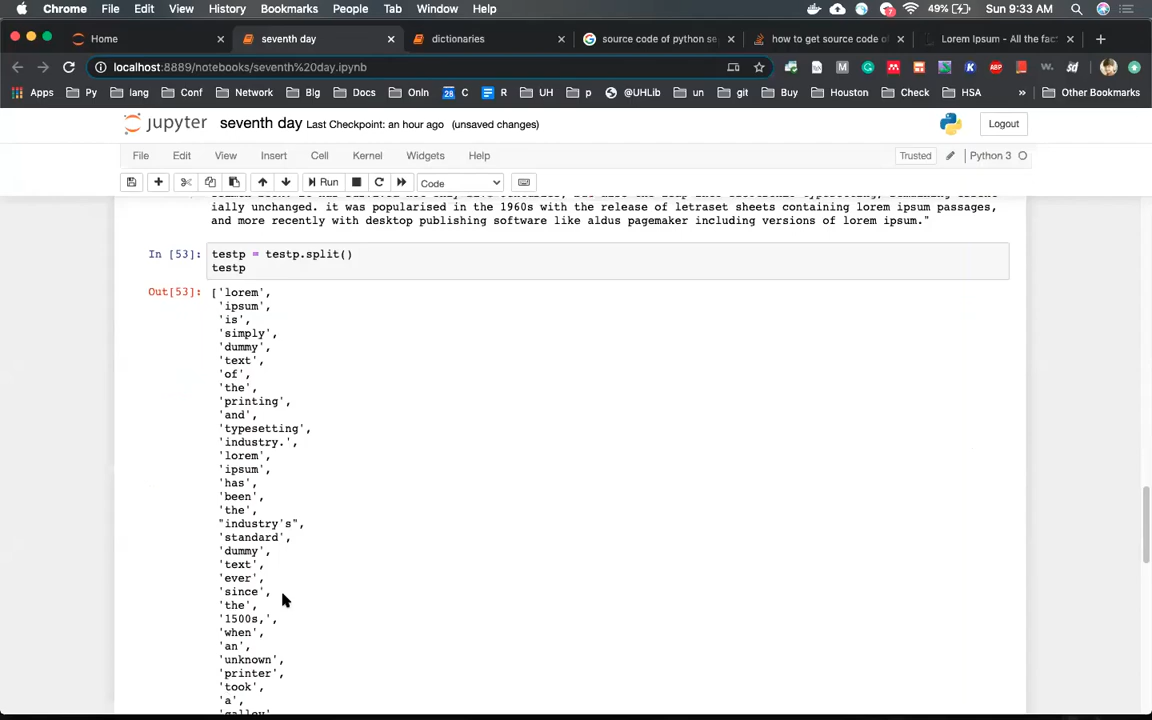 Chrome File Edit View History Bookmarks People Tab Window Help 7 49% Sun 9:33 AM
Home seventh day dictionaries source code of python se how to get source code of Lorem Ipsum - All the fac
localhost:8889/notebooks/seventh%20day.ipynb
Apps Py lang Conf Network Big Docs OnIn 28 C R UH p @UHLib un git Buy Houston Check HSA » Other Bookmarks
jupyter seventh day Last Checkpoint: an hour ago (unsaved changes) Logout
File Edit View Insert Cell Kernel Widgets Help Trusted Python 3
Run Code
ially unchanged. it was popularised in the 1960s with the release of letraset sheets containing lorem ipsum passages,
and more recently with desktop publishing software like aldus pagemaker including versions of lorem ipsum."
In [53]: testp = testp.split()
testp
Out[53]: ['lorem',
'ipsum',
'is',
'simply',
'dummy',
'text',
'of',
'the',
'printing',
'and',
'typesetting',
'industry.',
'lorem',
'ipsum',
'has',
'been',
'the',
"industry's",
'standard',
'dummy',
'text',
'ever',
'since',
'the',
'1500s,',
'when',
'an',
'unknown',
'printer',
'took',
'a',
'galley',